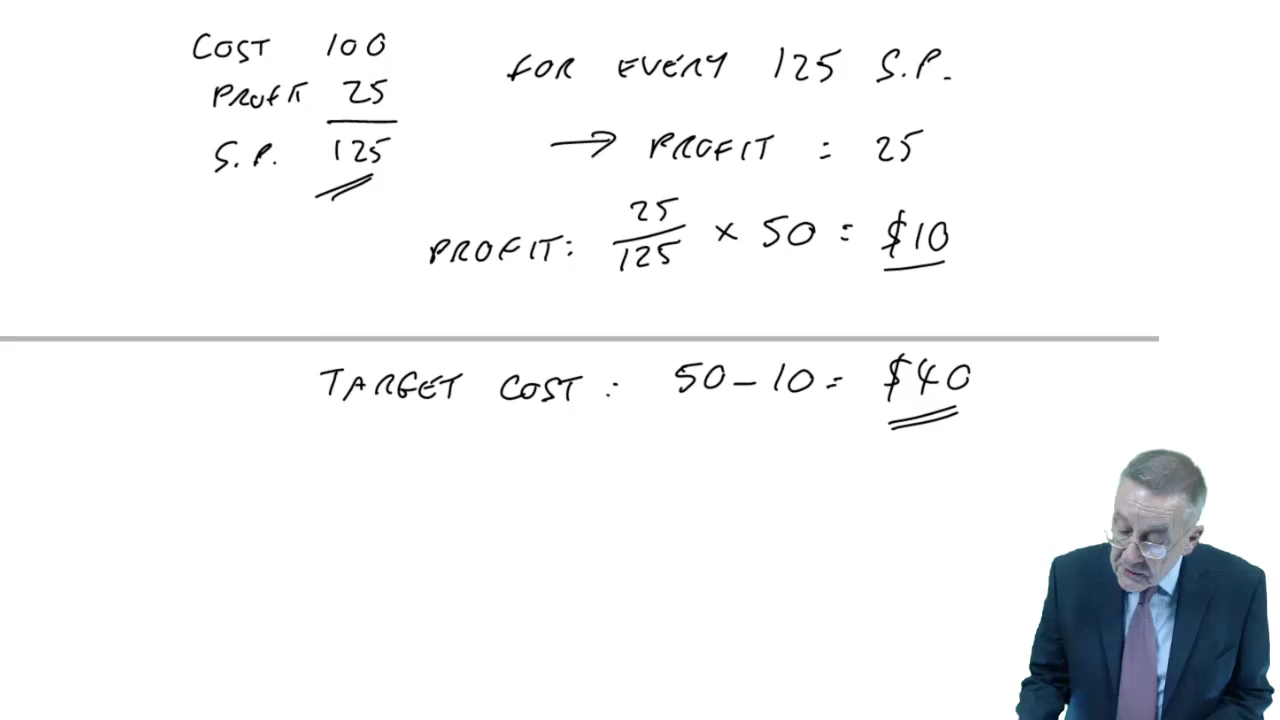 COST 100
PROFIT 25
S.P. 125
FOR EVERY 125 S.P.
→ PROFIT = 25
PROFIT: 25/125 × 50 = $10
TARGET COST: 50 - 10 = $40